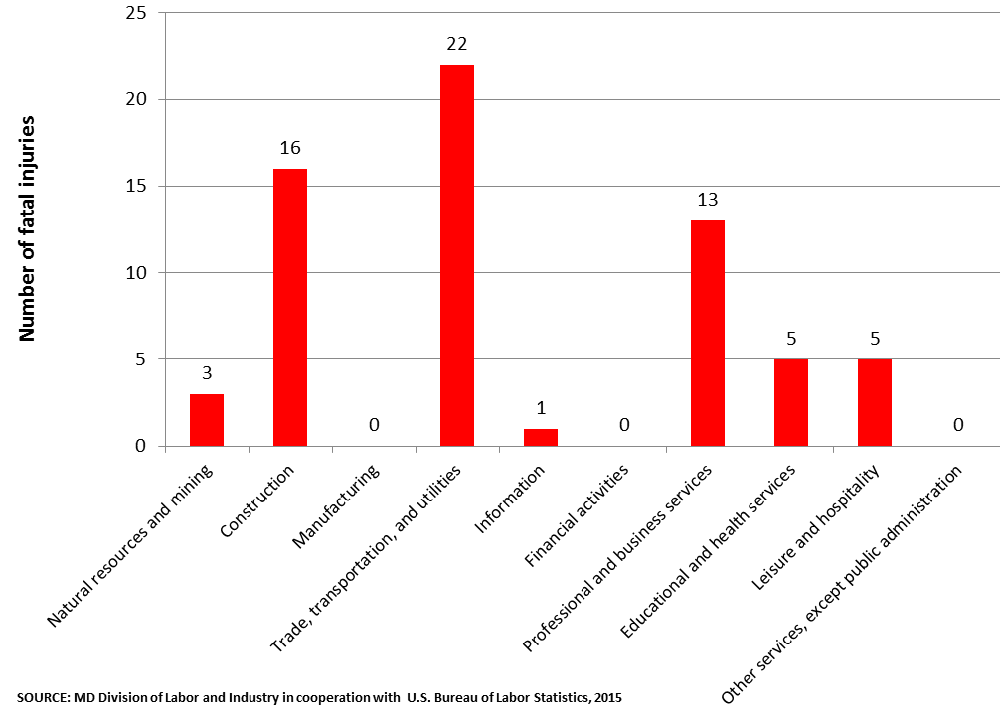 Number of fatal injuries
25
20
15
10
5
0
3
16
0
22
1
0
13
5
5
0
Natural resources and mining
Construction
Manufacturing
Trade, transportation, and utilities
Information
Financial activities
Professional and business services
Educational and health services
Leisure and hospitality
Other services, except public administration
SOURCE: MD Division of Labor and Industry in cooperation with  U.S. Bureau of Labor Statistics, 2015